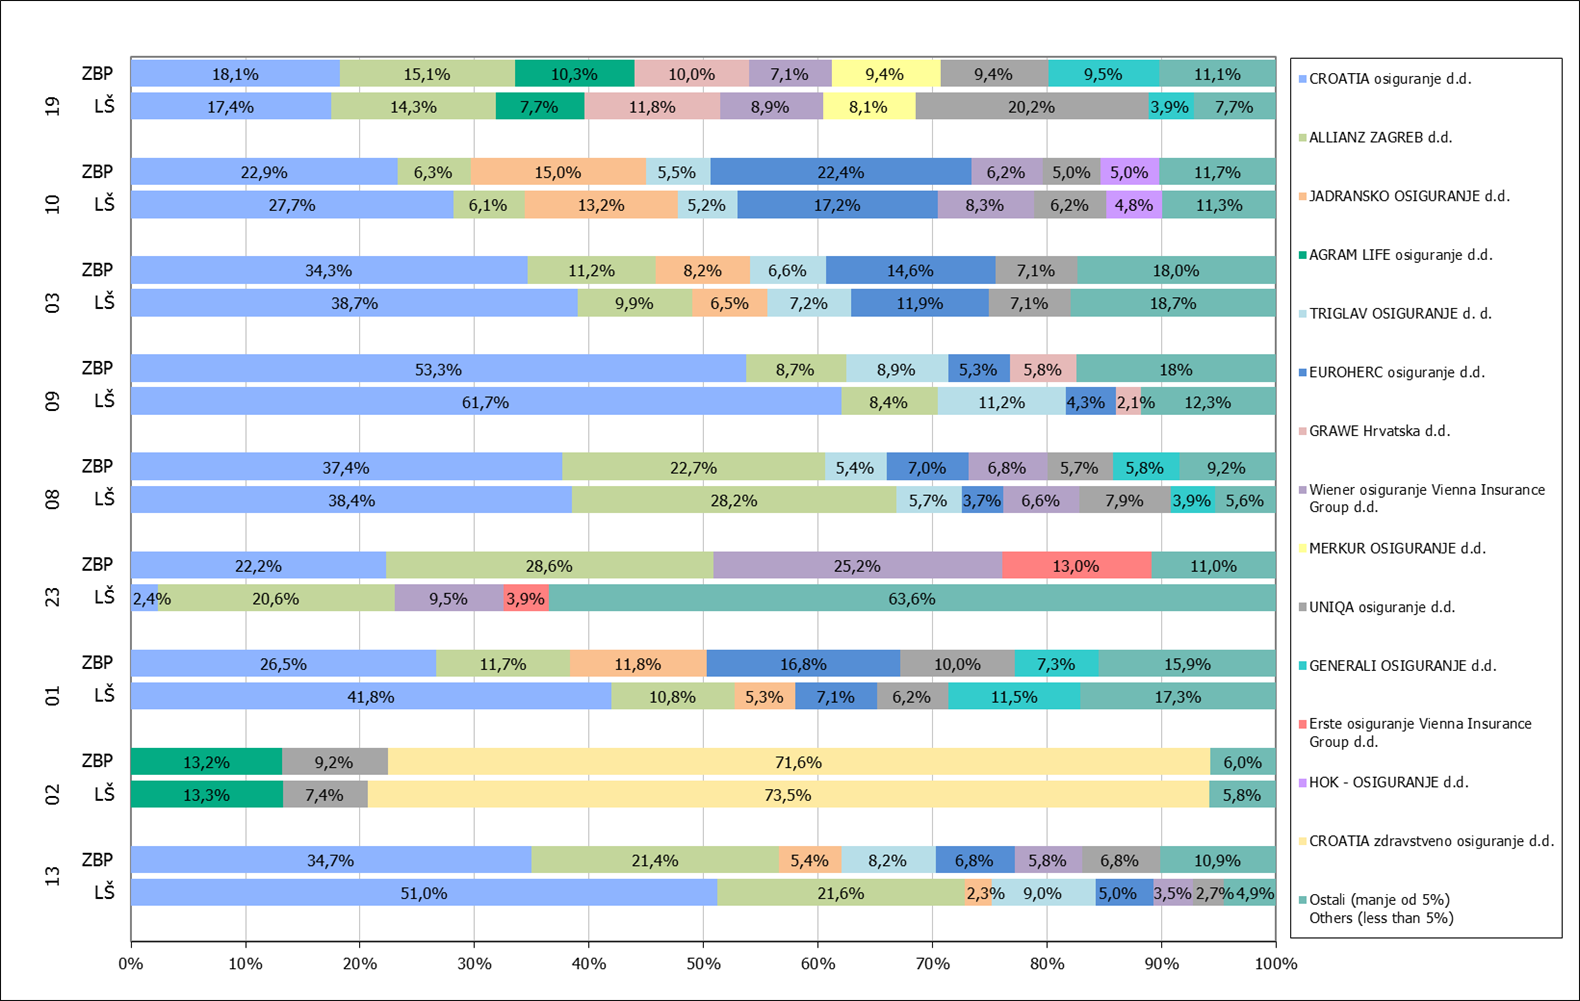 19
ZBP 18,1% 15,1% 10,3% 10,0% 7,1% 9,4% 9,4% 9,5% 11,1%
LŠ 17,4% 14,3% 7,7% 11,8% 8,9% 8,1% 20,2% 3,9% 7,7%
10
ZBP 22,9% 6,3% 15,0% 5,5% 22,4% 6,2% 5,0% 5,0% 11,7%
LŠ 27,7% 6,1% 13,2% 5,2% 17,2% 8,3% 6,2% 4,8% 11,3%
03
ZBP 34,3% 11,2% 8,2% 6,6% 14,6% 7,1% 18,0%
LŠ 38,7% 9,9% 6,5% 7,2% 11,9% 7,1% 18,7%
09
ZBP 53,3% 8,7% 8,9% 5,3% 5,8% 18%
LŠ 61,7% 8,4% 11,2% 4,3% 2,1% 12,3%
08
ZBP 37,4% 22,7% 5,4% 7,0% 6,8% 5,7% 5,8% 9,2%
LŠ 38,4% 28,2% 5,7% 3,7% 6,6% 7,9% 3,9% 5,6%
23
ZBP 22,2% 28,6% 25,2% 13,0% 11,0%
LŠ 2,4% 20,6% 9,5% 3,9% 63,6%
01
ZBP 26,5% 11,7% 11,8% 16,8% 10,0% 7,3% 15,9%
LŠ 41,8% 10,8% 5,3% 7,1% 6,2% 11,5% 17,3%
02
ZBP 13,2% 9,2% 71,6% 6,0%
LŠ 13,3% 7,4% 73,5% 5,8%
13
ZBP 34,7% 21,4% 5,4% 8,2% 6,8% 5,8% 6,8% 10,9%
LŠ 51,0% 21,6% 2,3% 9,0% 5,0% 3,5% 2,7% 4,9%
0% 10% 20% 30% 40% 50% 60% 70% 80% 90% 100%
CROATIA osiguranje d.d.
ALLIANZ ZAGREB d.d.
JADRANSKO OSIGURANJE d.d.
AGRAM LIFE osiguranje d.d.
TRIGLAV OSIGURANJE d. d.
EUROHERC osiguranje d.d.
GRAWE Hrvatska d.d.
Wiener osiguranje Vienna Insurance
Group d.d.
MERKUR OSIGURANJE d.d.
UNIQA osiguranje d.d.
GENERALI OSIGURANJE d.d.
Erste osiguranje Vienna Insurance
Group d.d.
HOK - OSIGURANJE d.d.
CROATIA zdravstveno osiguranje d.d.
Ostali (manje od 5%)
Others (less than 5%)